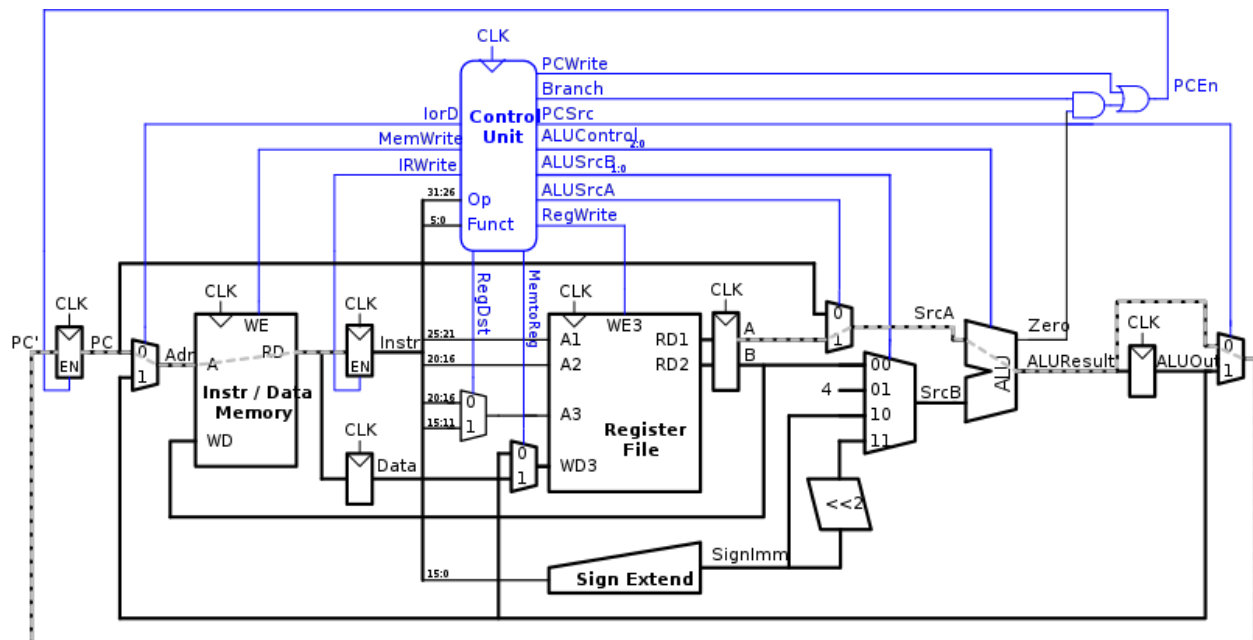 CLK
PCWrite
Branch
PCEn
IorD
Control
Unit
PCSrc
MemWrite
ALUControl 2:0
IRWrite
ALUSrcB 1:0
31:26
Op
ALUSrcA
5:0
Funct
RegWrite
RegDst
MemtoReg
CLK
CLK
CLK
CLK
CLK
PC'
EN
PC
0
1
Adr
WE
A
RD
Instr / Data
Memory
WD
EN
Instr
25:21
20:16
20:16
15:11
0
1
CLK
Data
0
1
WE3
A1
A2
A3
WD3
RD1
RD2
Register
File
A
B
0
1
SrcA
00
4
01
10
11
SrcB
ALU
Zero
ALUResult
CLK
ALUOut
0
1
<<2
SignImm
15:0
Sign Extend